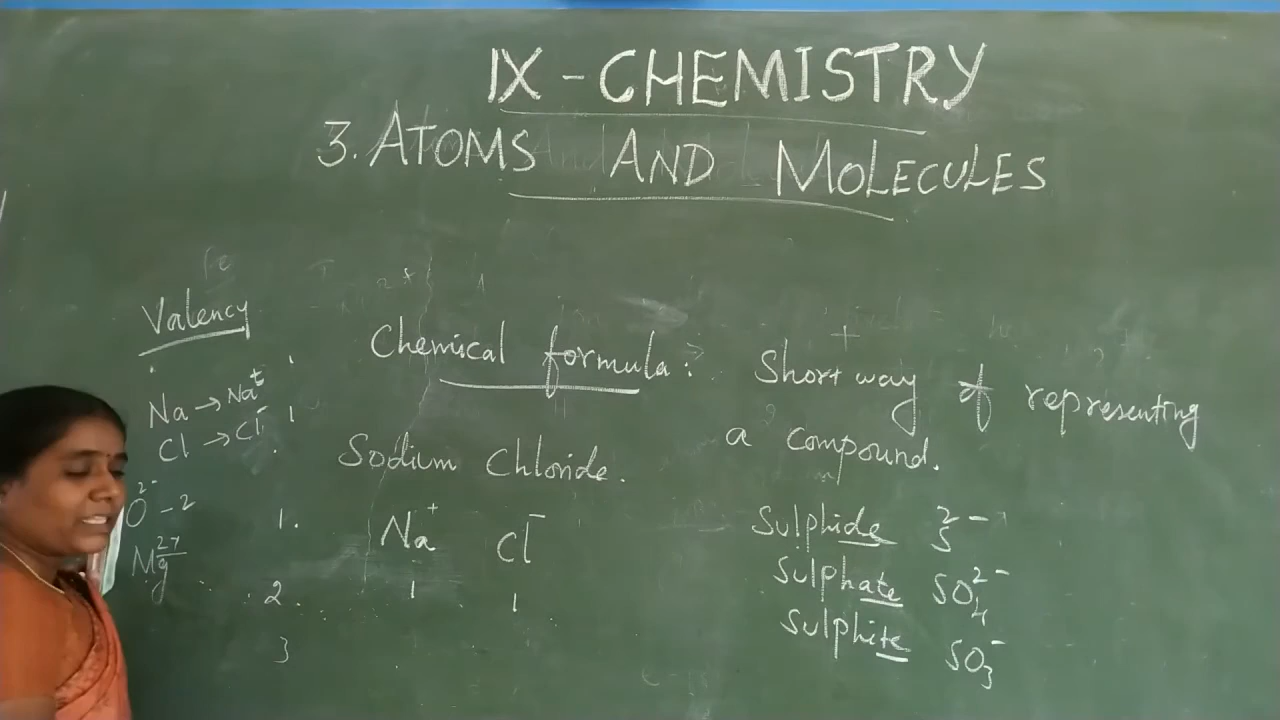 IX - CHEMISTRY
3. ATOMS AND MOLECULES
Valency
Na → Na⁺ 1
Cl → Cl⁻ 1
O²⁻ - 2
Mg²⁺
Chemical formula :
Short way of representing
a compound.
Sodium Chloride.
1. Na⁺ Cl⁻
2. 1 1
3
Sulphide S²⁻
Sulphate SO₄²⁻
Sulphite SO₃⁻